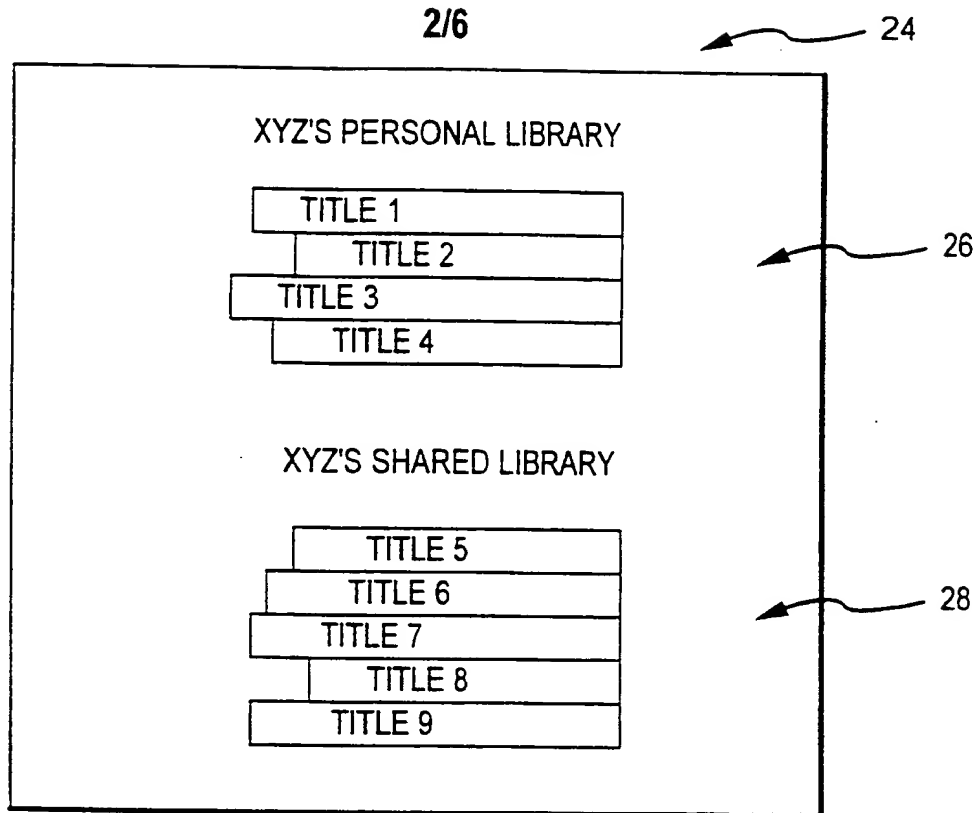 2/6
24
XYZ'S PERSONAL LIBRARY
TITLE 1
TITLE 2
26
TITLE 3
TITLE 4
XYZ'S SHARED LIBRARY
TITLE 5
TITLE 6
28
TITLE 7
TITLE 8
TITLE 9